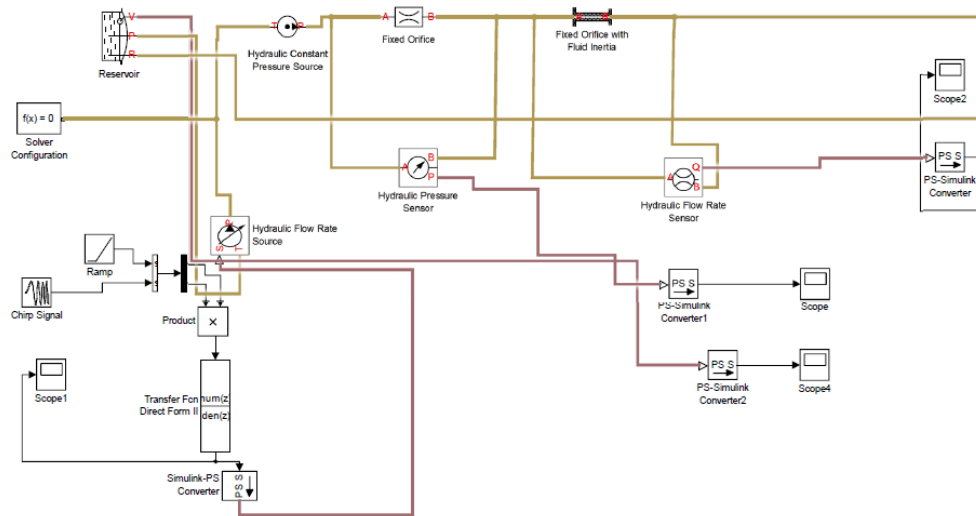 V
P
R
Reservoir
T
P
Hydraulic Constant
Pressure Source
A
B
Fixed Orifice
Fixed Orifice with
Fluid Inertia
Scope2
f(x) = 0
Solver
Configuration
A
B
P
Hydraulic Pressure
Sensor
A
Q
B
Hydraulic Flow Rate
Sensor
PS S
PS-Simulink
Converter
P
S
T
Hydraulic Flow Rate
Source
Ramp
Chirp Signal
Product
×
PS S
PS-Simulink
Converter1
Scope
Scope1
Transfer Fcn
Direct Form II
num(z
den(z)
PS S
PS-Simulink
Converter2
Scope4
Simulink-PS
Converter
PS S